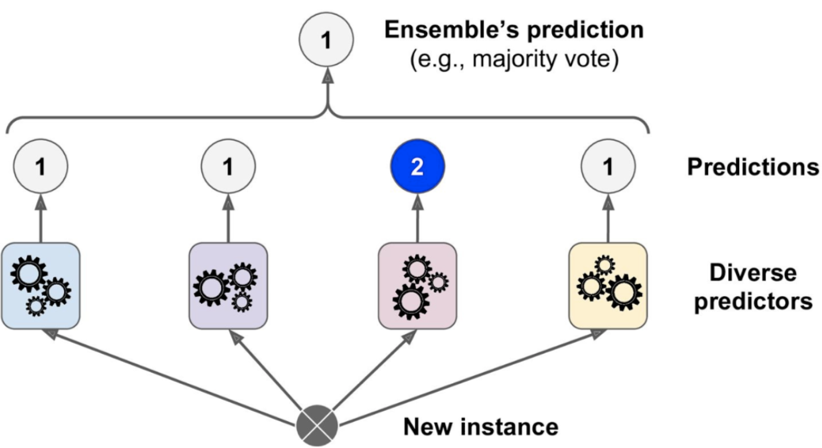 1
Ensemble’s prediction
(e.g., majority vote)
1
1
2
1
Predictions
Diverse
predictors
New instance